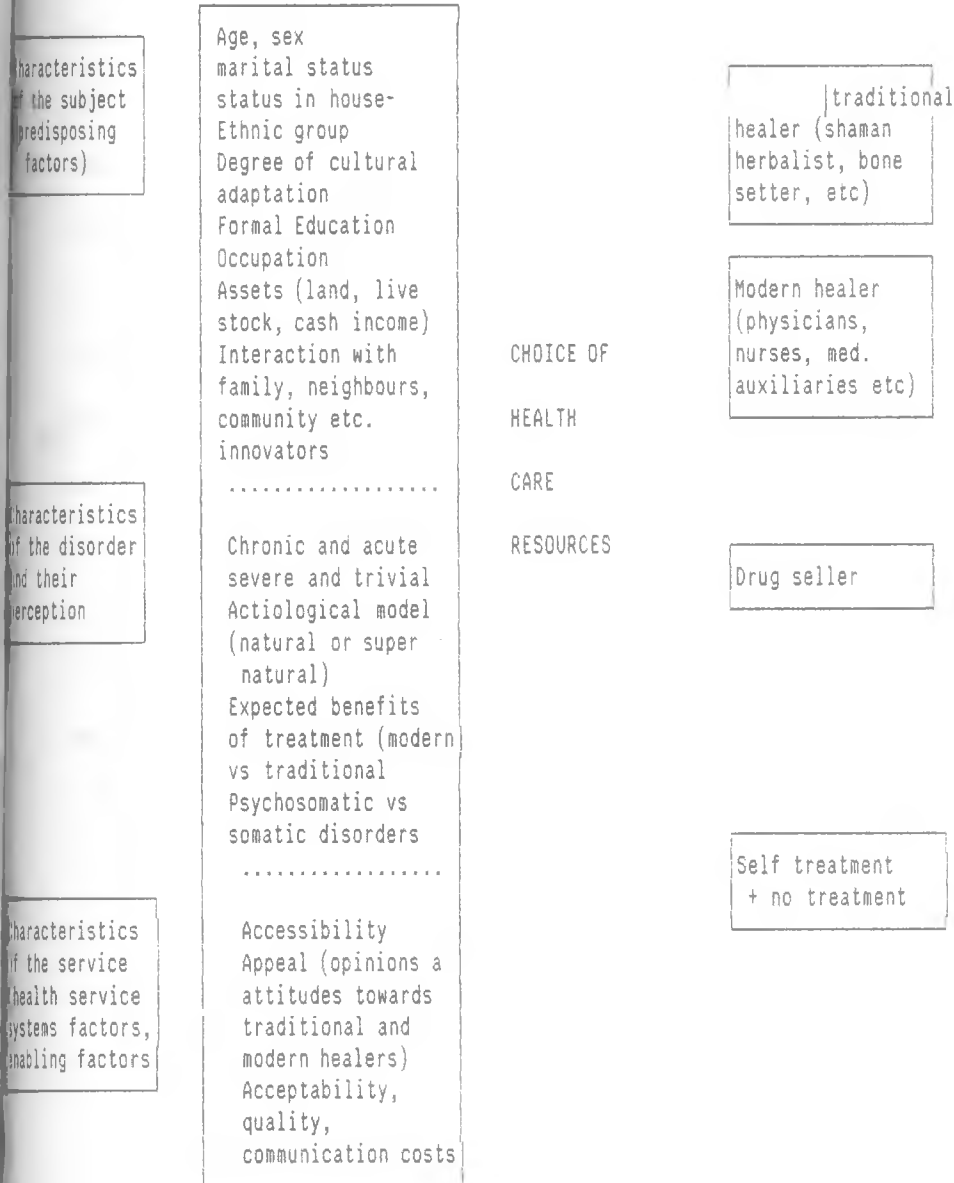 haracteristics
f the subject
predisposing
factors)
Age, sex
marital status
status in house-
Ethnic group
Degree of cultural
adaptation
Formal Education
Occupation
Assets (land, live
stock, cash income)
Interaction with
family, neighbours,
community etc.
innovators
...................
haracteristics
of the disorder
and their
erception
Chronic and acute
severe and trivial
Actiological model
(natural or super
natural)
Expected benefits
of treatment (modern
vs traditional
Psychosomatic vs
somatic disorders
..................
haracteristics
f the service
health service
systems factors,
enabling factors
Accessibility
Appeal (opinions a
attitudes towards
traditional and
modern healers)
Acceptability,
quality,
communication costs
CHOICE OF
HEALTH
CARE
RESOURCES
traditional
healer (shaman
herbalist, bone
setter, etc)
Modern healer
(physicians,
nurses, med.
auxiliaries etc)
Drug seller
Self treatment
+ no treatment